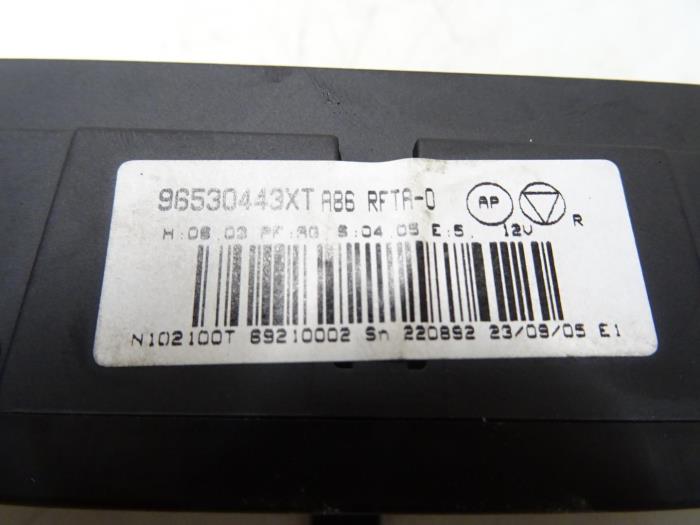 96530443XT A86 RFTA-0 AP R
H:06.03 PF:AG S:04.05 E:5. 12V
N102100T 69210002 Sn 220892 23/09/05 E1